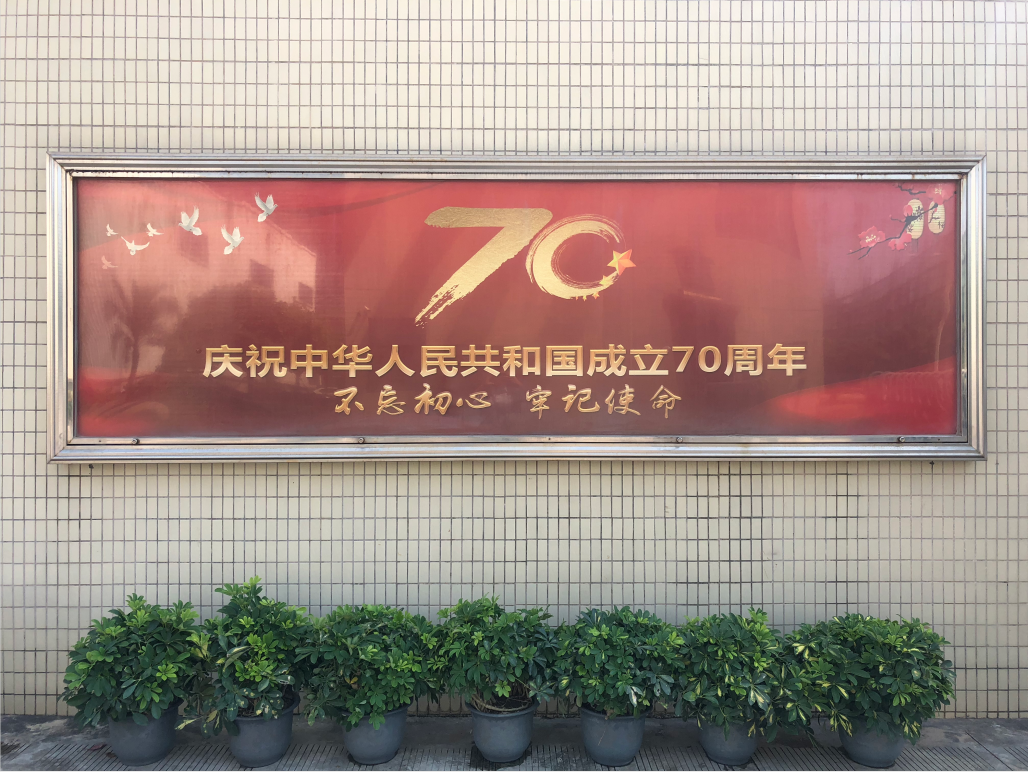 70
庆祝中华人民共和国成立70周年
不忘初心 牢记使命